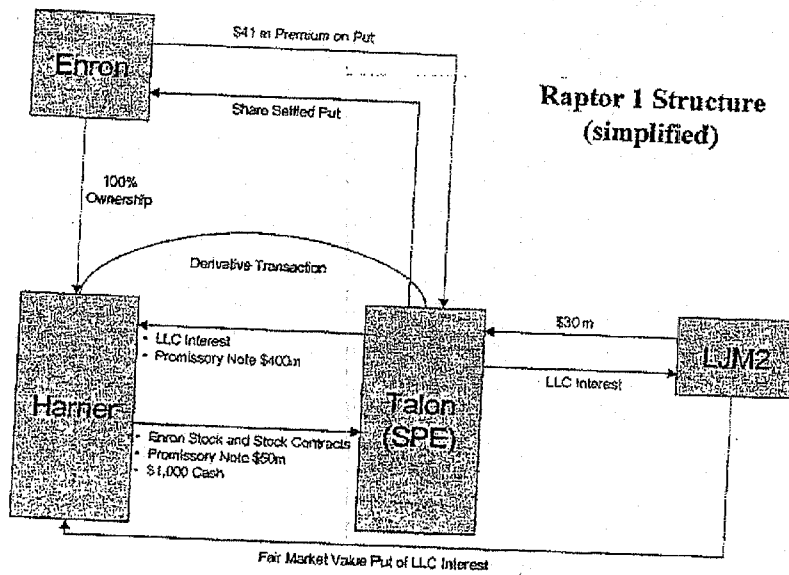 $41 m Premium on Put
Enron
Raptor 1 Structure
(simplified)
Share Settled Put
100%
Ownership
Derivative Transaction
• LLC Interest
• Promissory Note $400m
$30 m
LJM2
LLC Interest
Harrier
Talon
(SPE)
• Enron Stock and Stock Contracts
• Promissory Note $50m
• $1,000 Cash
Fair Market Value Put of LLC Interest